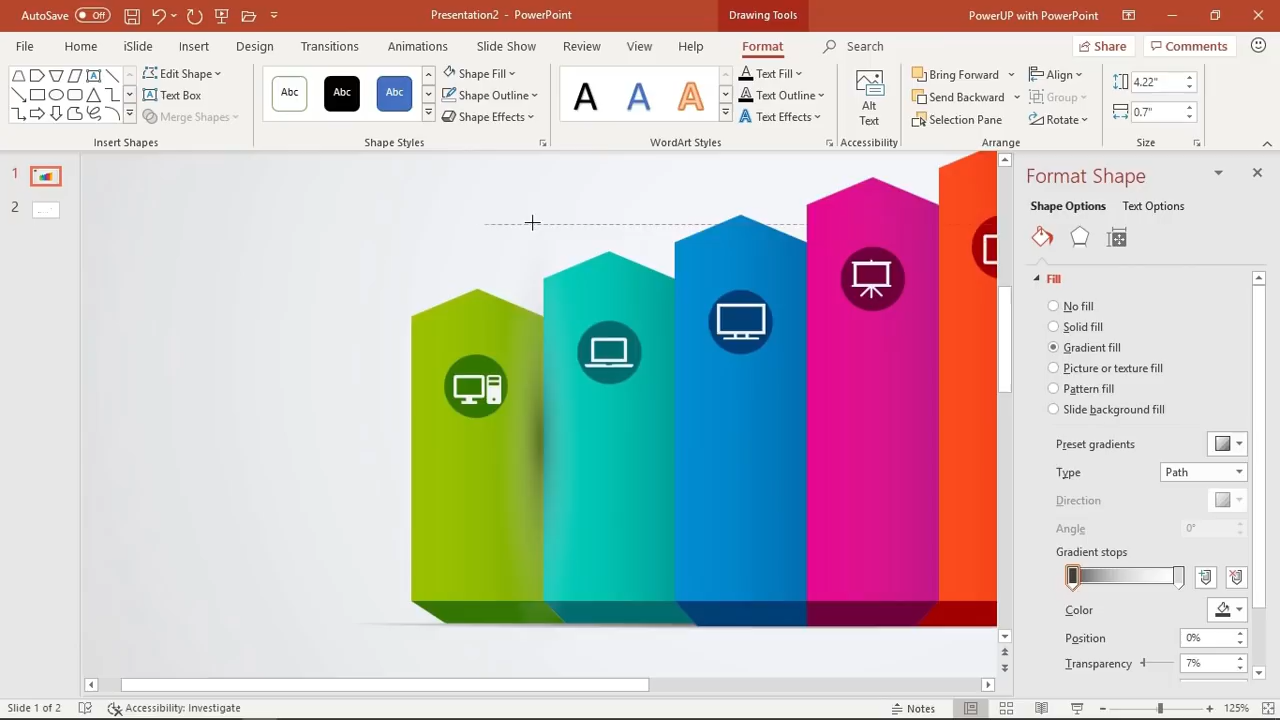 AutoSave Off
Presentation2 - PowerPoint
Drawing Tools
PowerUP with PowerPoint
File Home iSlide Insert Design Transitions Animations Slide Show Review View Help Format Search Share Comments
Edit Shape
Text Box
Merge Shapes
Insert Shapes
Abc Abc Abc
Shape Fill
Shape Outline
Shape Effects
Shape Styles
A A A
Text Fill
Text Outline
Text Effects
WordArt Styles
Alt
Text
Accessibility
Bring Forward
Send Backward
Selection Pane
Align
Group
Rotate
Arrange
4.22"
0.7"
Size
1
2
Format Shape
Shape Options Text Options
Fill
No fill
Solid fill
Gradient fill
Picture or texture fill
Pattern fill
Slide background fill
Preset gradients
Type Path
Direction
Angle 0°
Gradient stops
Color
Position 0%
Transparency 7%
Slide 1 of 2 Accessibility: Investigate Notes 125%